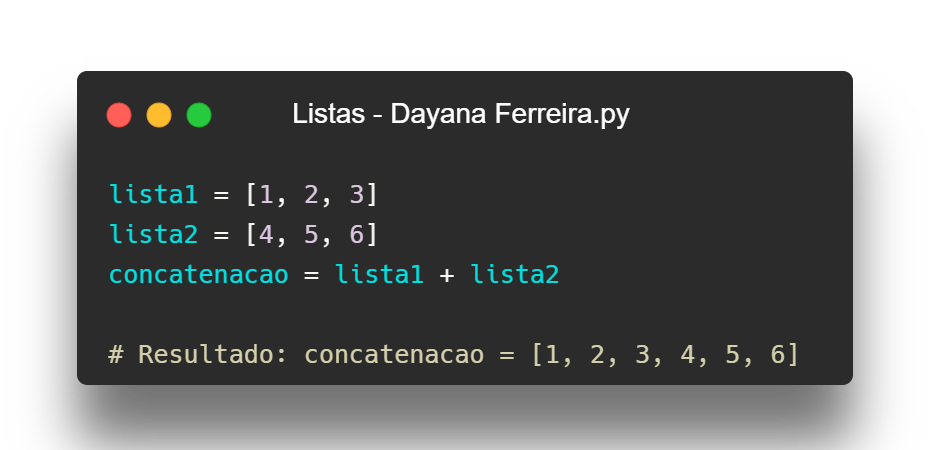 Listas - Dayana Ferreira.py
lista1 = [1, 2, 3]
lista2 = [4, 5, 6]
concatenacao = lista1 + lista2
# Resultado: concatenacao = [1, 2, 3, 4, 5, 6]